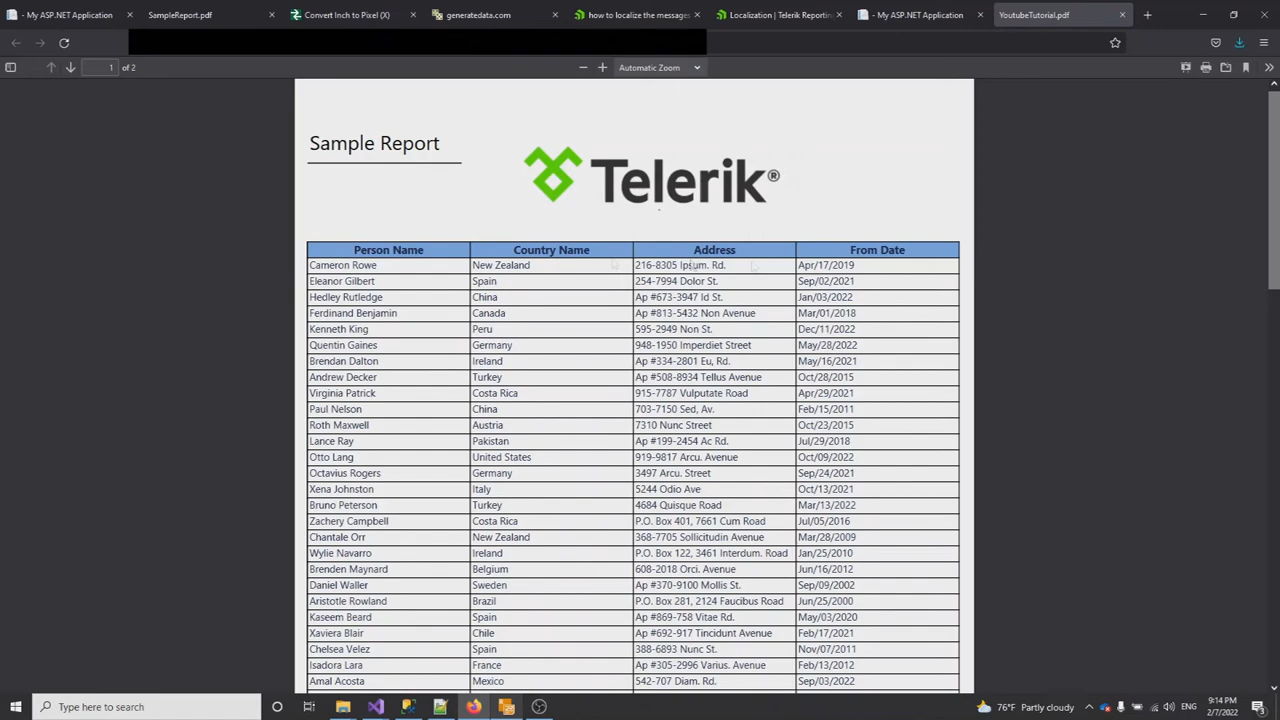 - My ASP.NET Application
SampleReport.pdf
Convert Inch to Pixel (X)
generatedata.com
how to localize the messages
Localization | Telerik Reporting
- My ASP.NET Application
YoutubeTutorial.pdf
1 of 2
Automatic Zoom
Sample Report
Telerik®
Person Name Country Name Address From Date
Cameron Rowe New Zealand 216-8305 Ipsum. Rd. Apr/17/2019
Eleanor Gilbert Spain 254-7994 Dolor St. Sep/02/2021
Hedley Rutledge China Ap #673-3947 Id St. Jan/03/2022
Ferdinand Benjamin Canada Ap #813-5432 Non Avenue Mar/01/2018
Kenneth King Peru 595-2949 Non St. Dec/11/2022
Quentin Gaines Germany 948-1950 Imperdiet Street May/28/2022
Brendan Dalton Ireland Ap #334-2801 Eu, Rd. May/16/2021
Andrew Decker Turkey Ap #508-8934 Tellus Avenue Oct/28/2015
Virginia Patrick Costa Rica 915-7787 Vulputate Road Apr/29/2021
Paul Nelson China 703-7150 Sed, Av. Feb/15/2011
Roth Maxwell Austria 7310 Nunc Street Oct/23/2015
Lance Ray Pakistan Ap #199-2454 Ac Rd. Jul/29/2018
Otto Lang United States 919-9817 Arcu. Avenue Oct/09/2022
Octavius Rogers Germany 3497 Arcu. Street Sep/24/2021
Xena Johnston Italy 5244 Odio Ave Oct/13/2021
Bruno Peterson Turkey 4684 Quisque Road Mar/13/2022
Zachery Campbell Costa Rica P.O. Box 401, 7661 Cum Road Jul/05/2016
Chantale Orr New Zealand 368-7705 Sollicitudin Avenue Mar/28/2009
Wylie Navarro Ireland P.O. Box 122, 3461 Interdum. Road Jan/25/2010
Brenden Maynard Belgium 608-2018 Orci. Avenue Jun/16/2012
Daniel Waller Sweden Ap #370-9100 Mollis St. Sep/09/2002
Aristotle Rowland Brazil P.O. Box 281, 2124 Faucibus Road Jun/25/2000
Kaseem Beard Spain Ap #869-758 Vitae Rd. May/03/2020
Xaviera Blair Chile Ap #692-917 Tincidunt Avenue Feb/17/2021
Chelsea Velez Spain 388-6893 Nunc St. Nov/07/2011
Isadora Lara France Ap #305-2996 Varius. Avenue Feb/13/2012
Amal Acosta Mexico 542-707 Diam. Rd. Sep/03/2022
Type here to search
76°F Partly cloudy
ENG
9:14 PM
2/7/2022
3